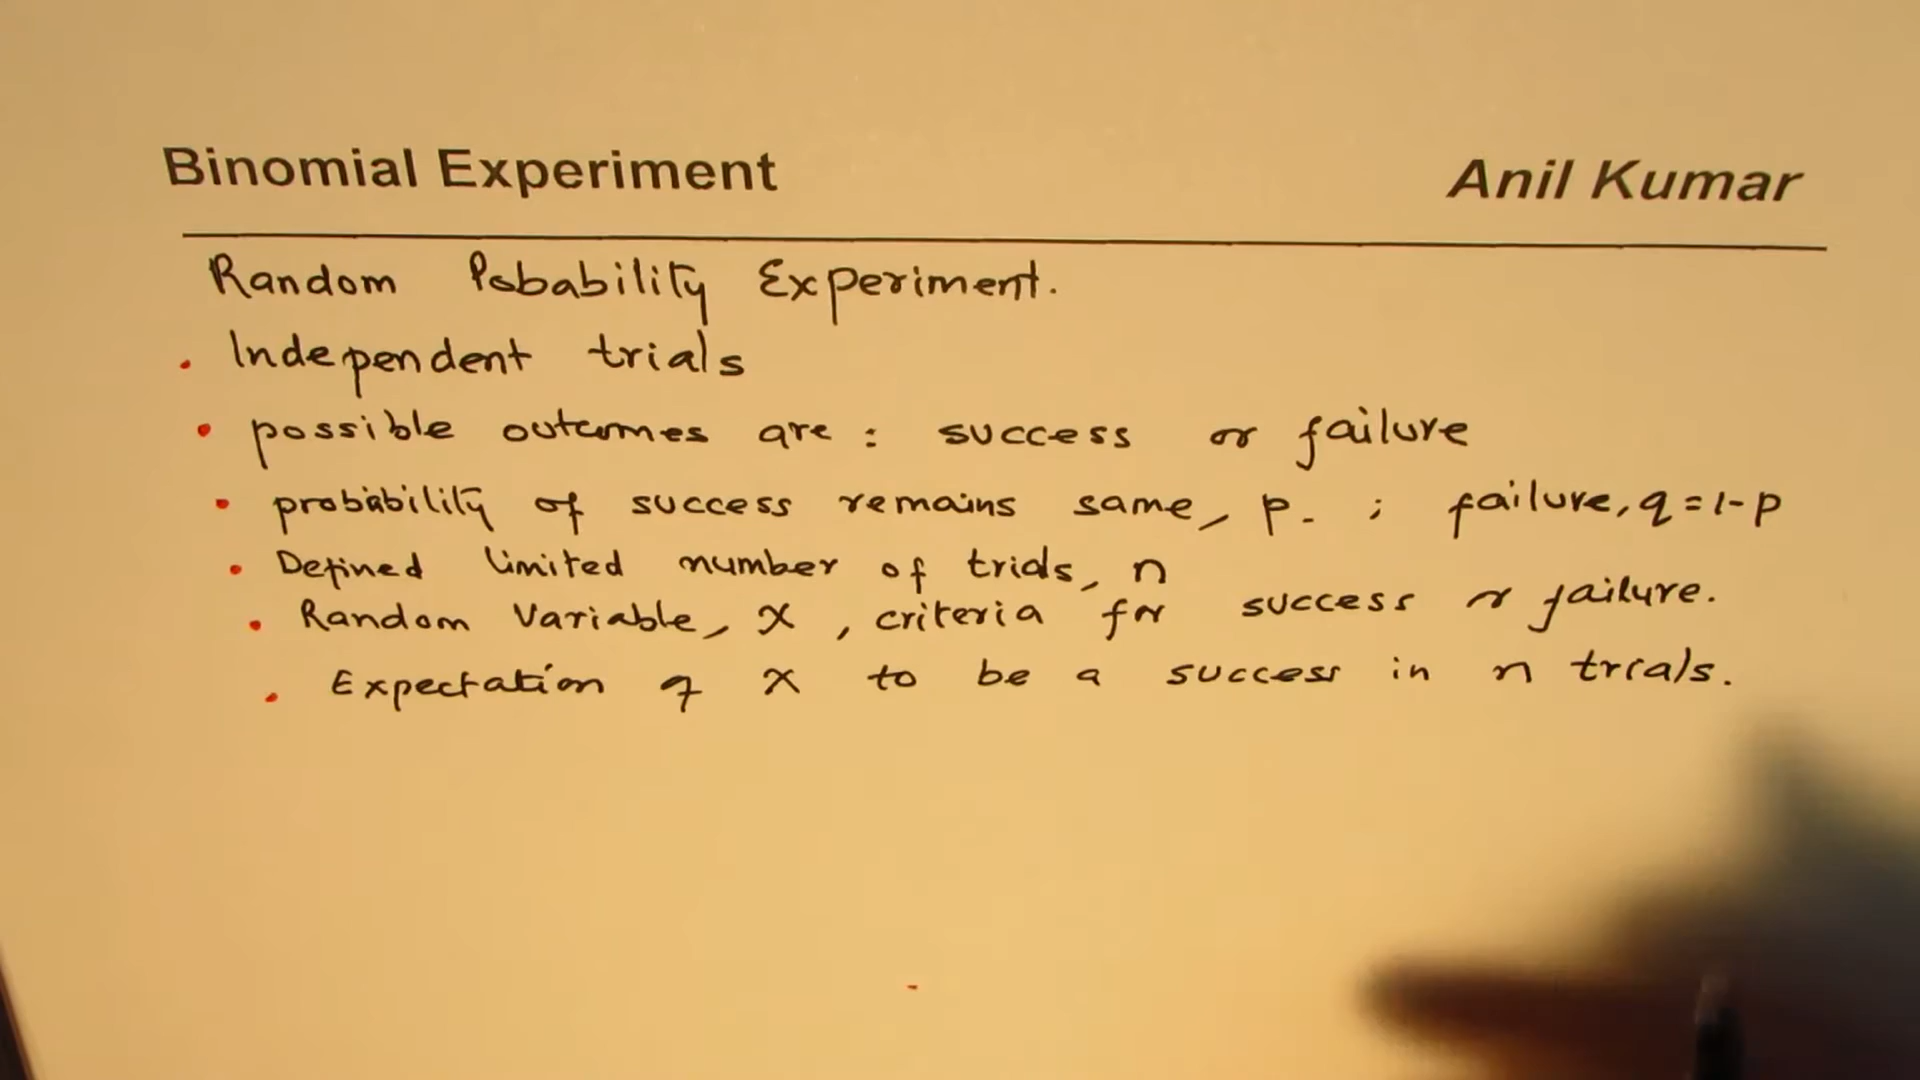 Binomial Experiment Anil Kumar
Random Pobability Experiment.
. Independent trials
• possible outcomes are : success or failure
• probability of success remains same, p. ; failure, q = 1 - p
• Defined limited number of trials, n
• Random Variable, x , criteria for success or failure.
• Expectation of x to be a success in n trials.